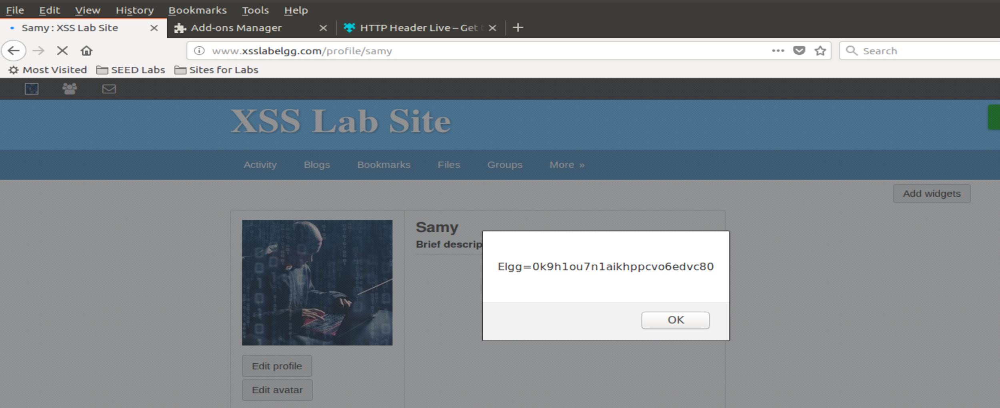 File Edit View History Bookmarks Tools Help
Samy : XSS Lab Site Add-ons Manager HTTP Header Live – Get t
www.xsslabelgg.com/profile/samy Search
Most Visited SEED Labs Sites for Labs
XSS Lab Site
Activity Blogs Bookmarks Files Groups More »
Add widgets
Samy
Brief descrip
Elgg=0k9h1ou7n1aikhppcvo6edvc80
OK
Edit profile
Edit avatar